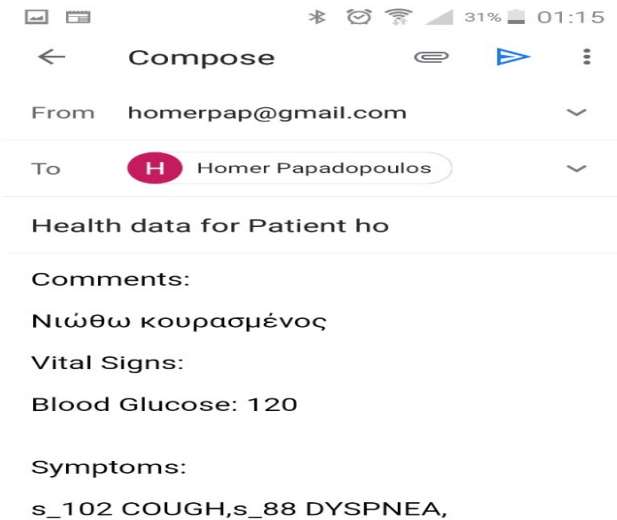 31% 01:15
Compose
From homerpap@gmail.com
To H Homer Papadopoulos
Health data for Patient ho
Comments:
Νιώθω κουρασμένος
Vital Signs:
Blood Glucose: 120
Symptoms:
s_102 COUGH,s_88 DYSPNEA,